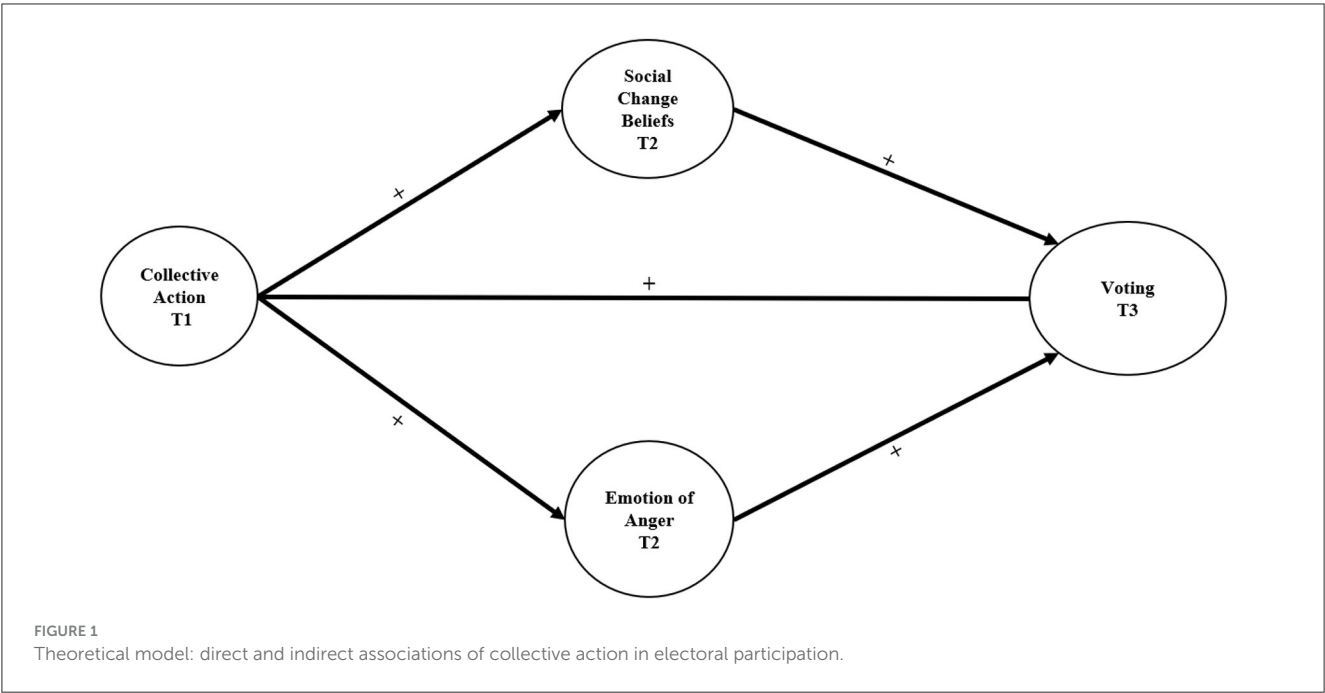 Social
Change
Beliefs
T2
+
+
Collective
Action
T1
+
Voting
T3
+
+
Emotion of
Anger
T2
FIGURE 1
Theoretical model: direct and indirect associations of collective action in electoral participation.